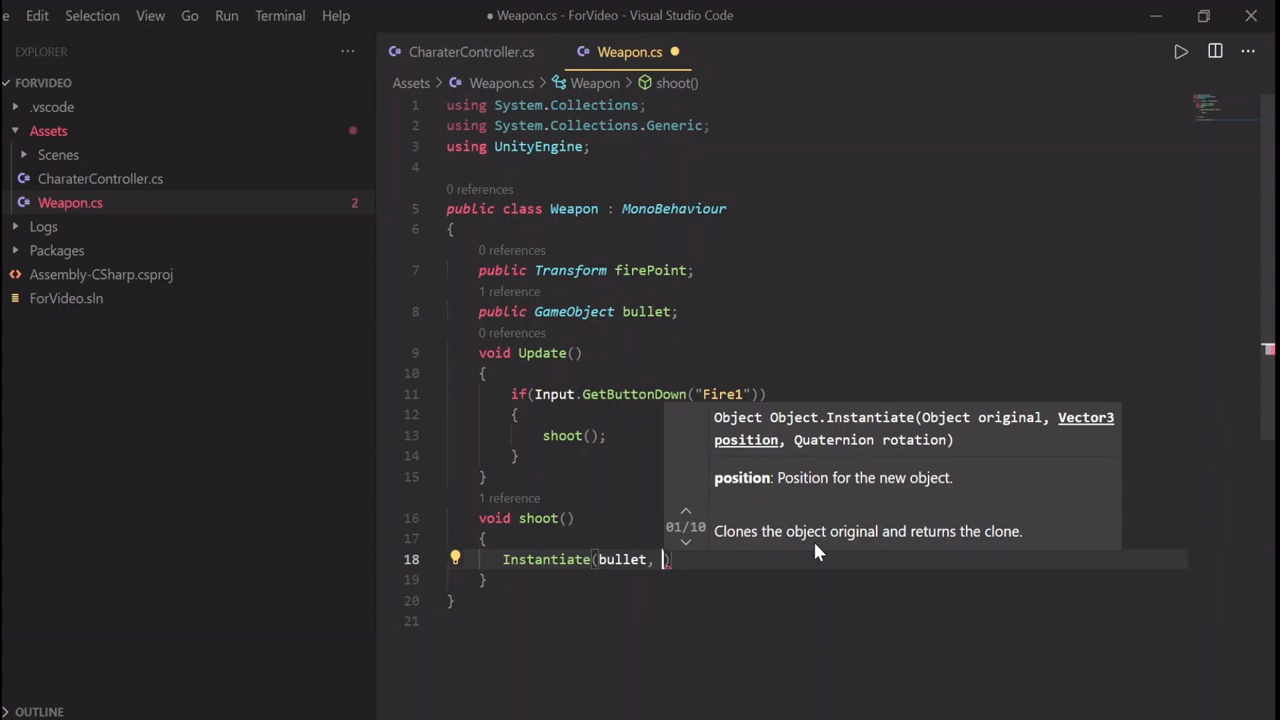 e Edit Selection View Go Run Terminal Help ● Weapon.cs - ForVideo - Visual Studio Code
EXPLORER ···
CharaterController.cs Weapon.cs ●
FORVIDEO
Assets > Weapon.cs > Weapon > shoot()
.vscode
Assets
Scenes
CharaterController.cs
Weapon.cs 2
Logs
Packages
Assembly-CSharp.csproj
ForVideo.sln
OUTLINE
1 using System.Collections;
2 using System.Collections.Generic;
3 using UnityEngine;
4
0 references
5 public class Weapon : MonoBehaviour
6 {
0 references
7 public Transform firePoint;
1 reference
8 public GameObject bullet;
0 references
9 void Update()
10 {
11 if(Input.GetButtonDown("Fire1"))
12 {
13 shoot();
14 }
15 }
1 reference
16 void shoot()
17 {
18 Instantiate(bullet, )
19 }
20 }
21
Object Object.Instantiate(Object original, Vector3
position, Quaternion rotation)
position: Position for the new object.
01/10
Clones the object original and returns the clone.